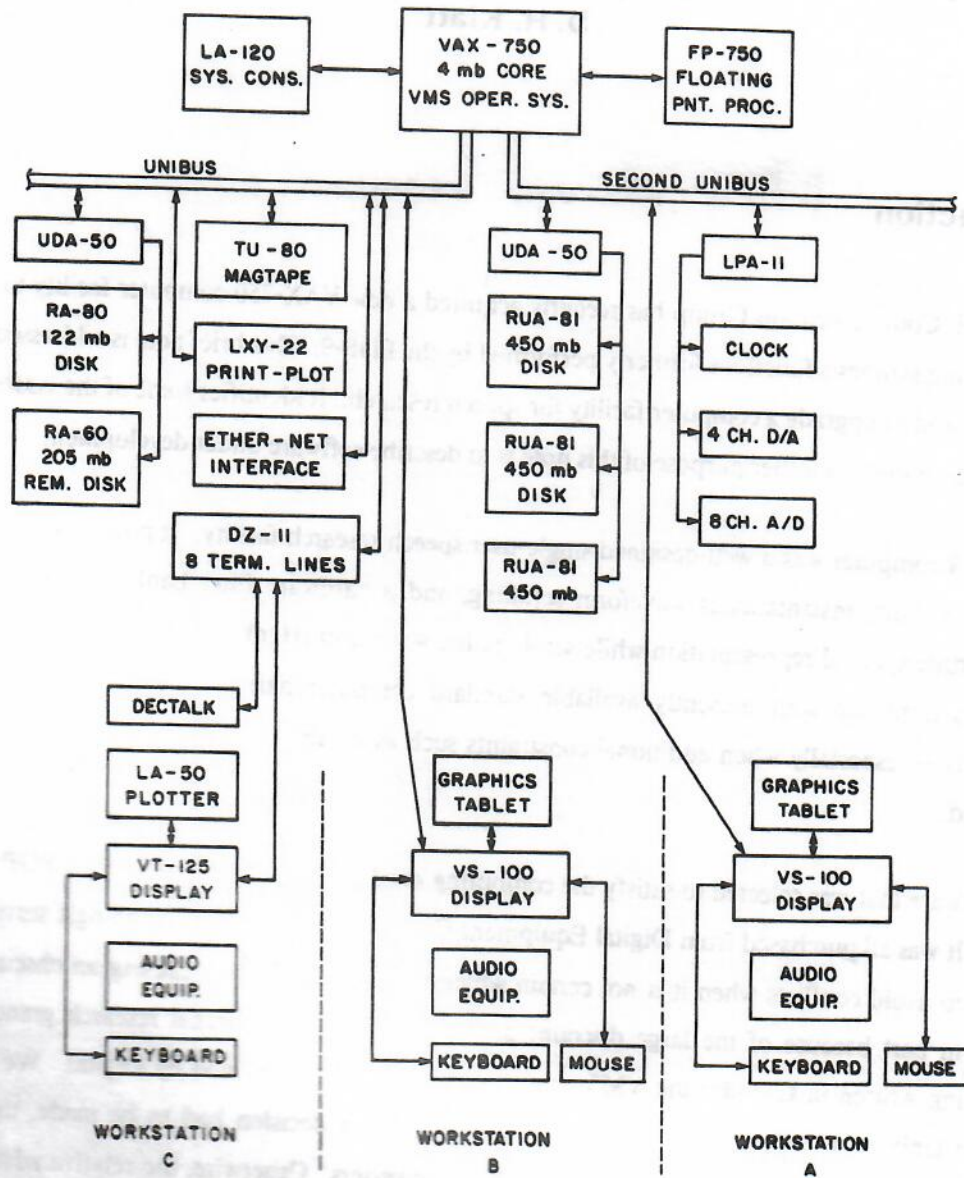 LA-120
SYS. CONS.
VAX-750
4 mb CORE
VMS OPER. SYS.
FP-750
FLOATING
PNT. PROC.
UNIBUS
SECOND UNIBUS
UDA-50
RA-80
122 mb
DISK
RA-60
205 mb
REM. DISK
TU-80
MAGTAPE
LXY-22
PRINT-PLOT
ETHER-NET
INTERFACE
DZ-11
8 TERM. LINES
UDA-50
RUA-81
450 mb
DISK
RUA-81
450 mb
DISK
RUA-81
450 mb
LPA-11
CLOCK
4 CH. D/A
8 CH. A/D
DECTALK
LA-50
PLOTTER
VT-125
DISPLAY
AUDIO
EQUIP.
KEYBOARD
WORKSTATION
C
GRAPHICS
TABLET
VS-100
DISPLAY
AUDIO
EQUIP.
KEYBOARD
MOUSE
WORKSTATION
B
GRAPHICS
TABLET
VS-100
DISPLAY
AUDIO
EQUIP.
KEYBOARD
MOUSE
WORKSTATION
A